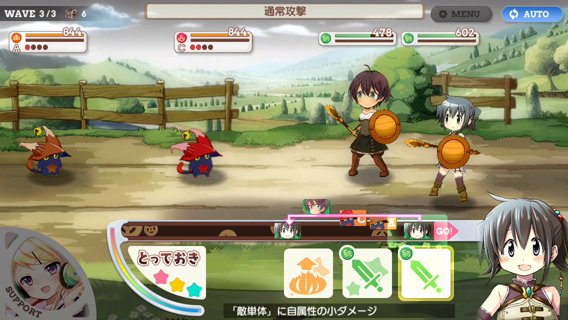 WAVE 3/3 6
通常攻撃
MENU
AUTO
844
844
478
602
A
C
GO!
とっておき
SUPPORT
「敵単体」に自属性の小ダメージ